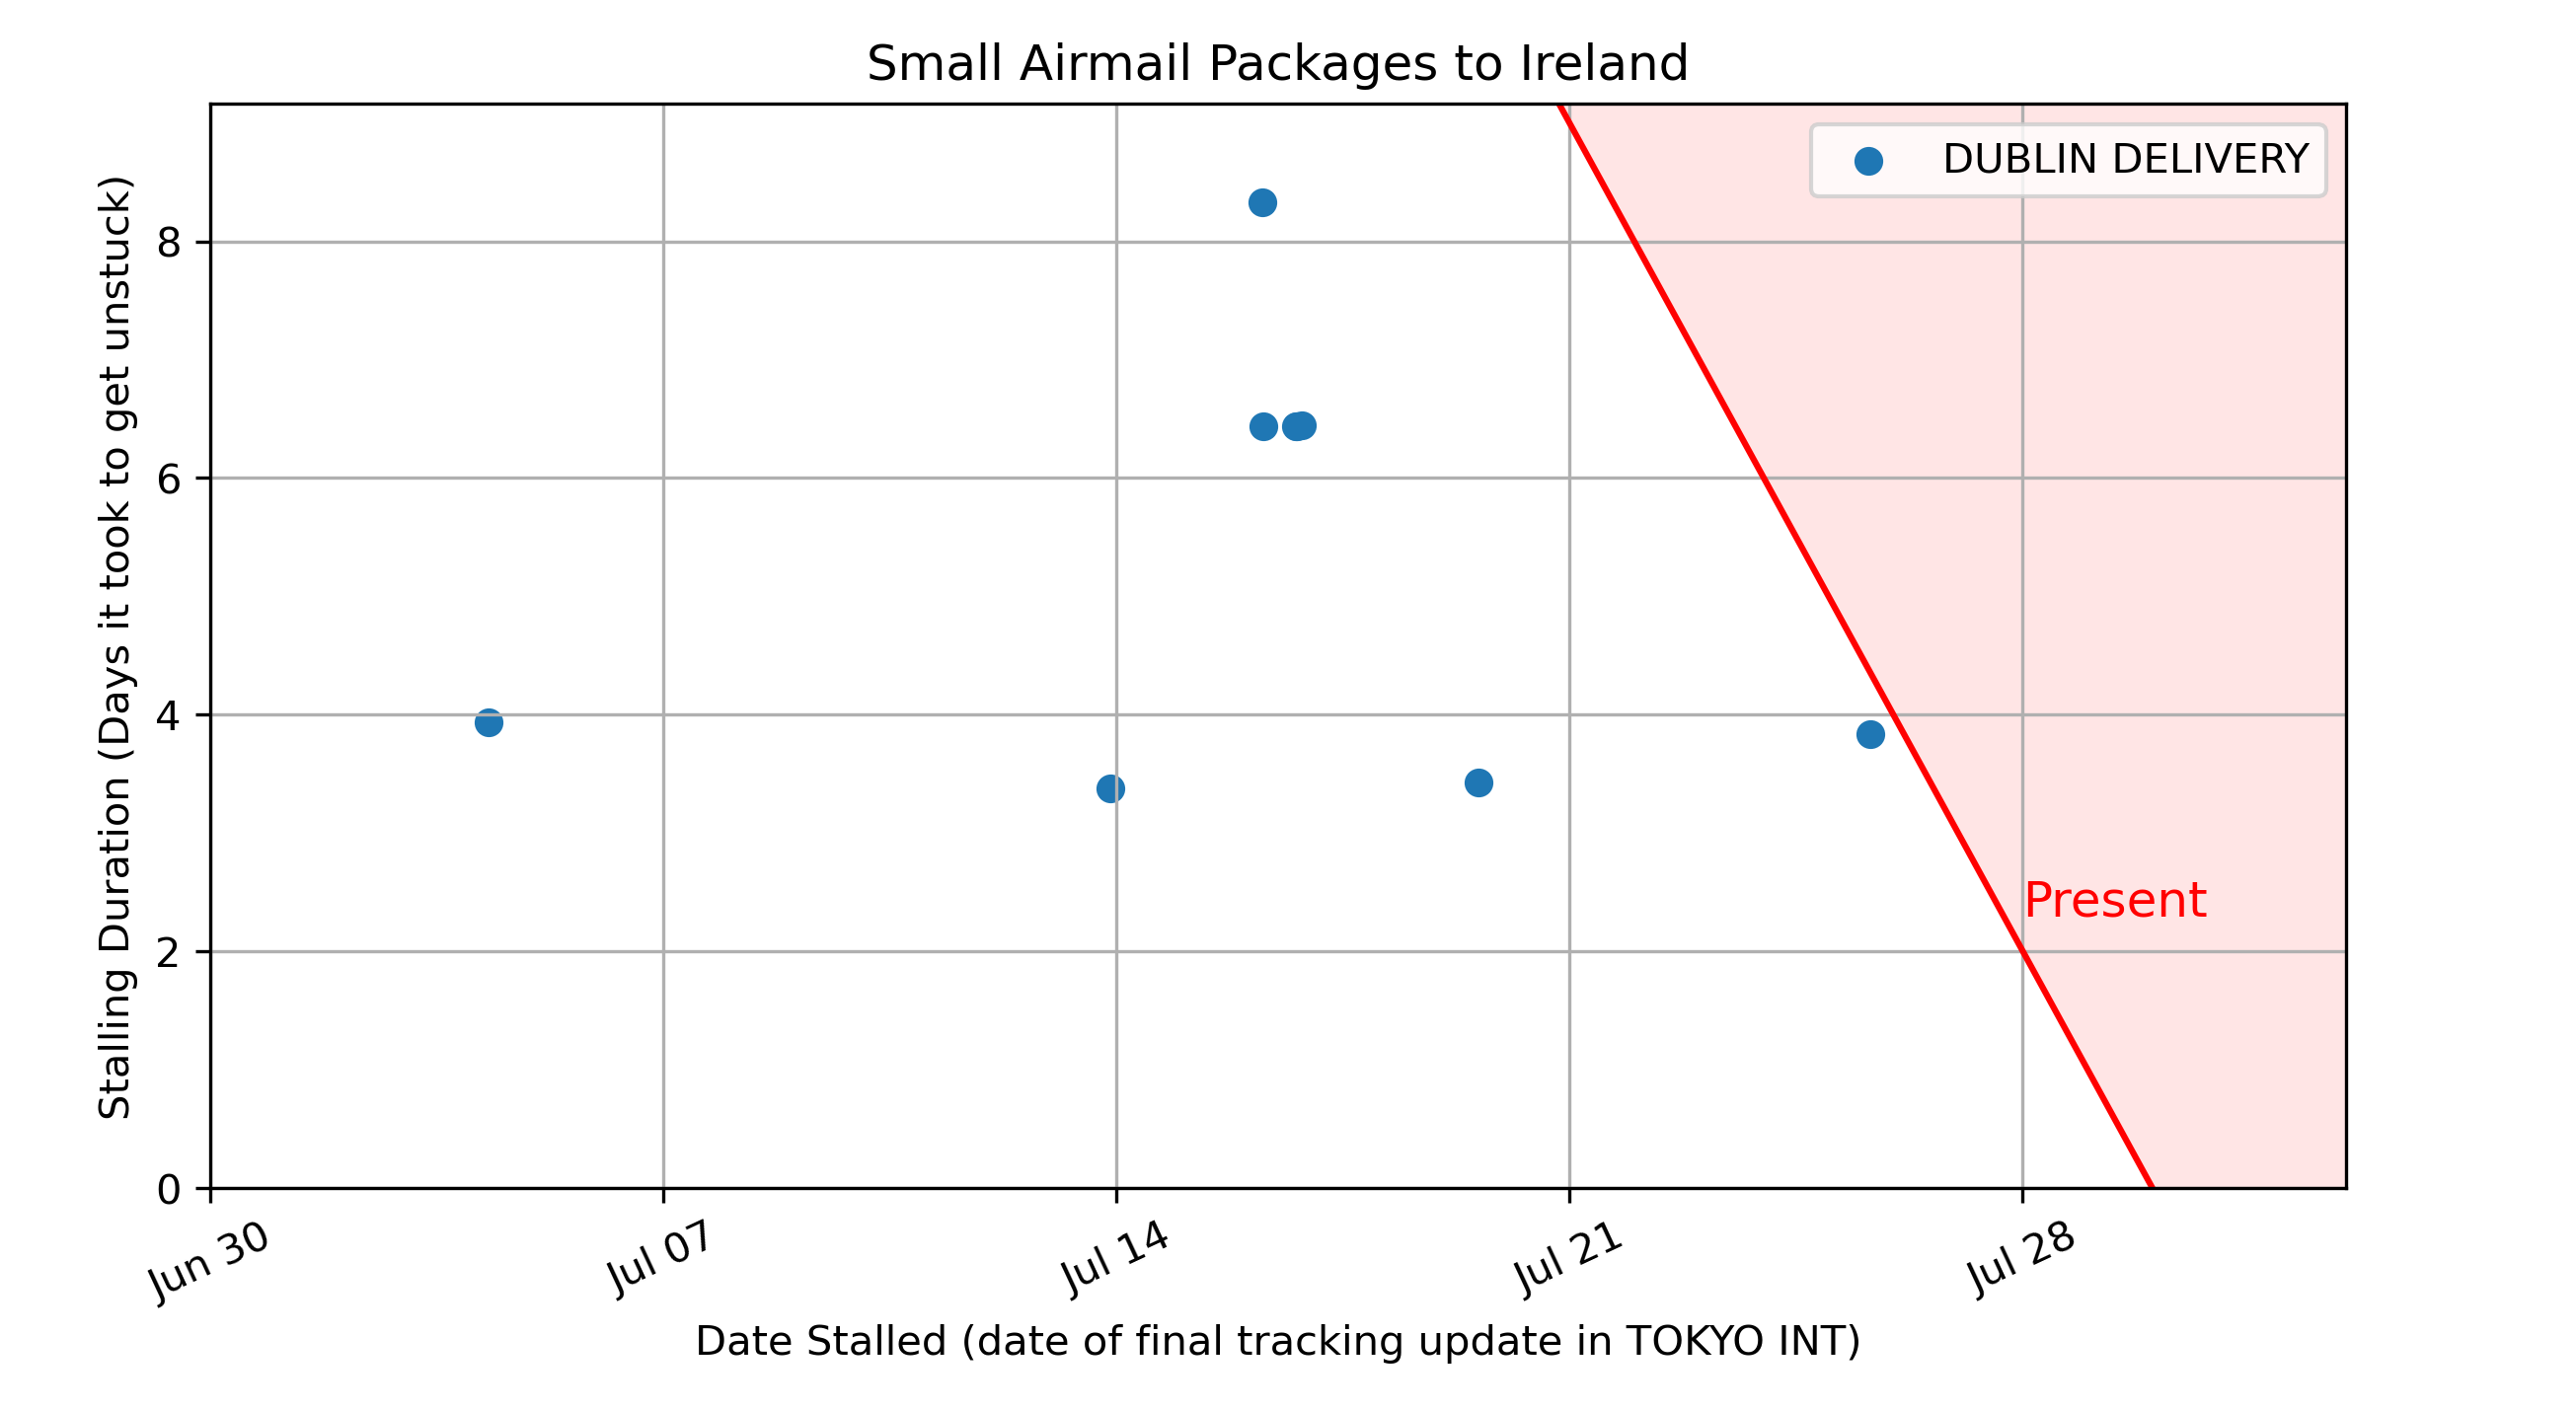 Small Airmail Packages to Ireland
DUBLIN DELIVERY
Stalling Duration (Days it took to get unstuck)
8
6
4
2
0
Present
Jun 30
Jul 07
Jul 14
Jul 21
Jul 28
Date Stalled (date of final tracking update in TOKYO INT)